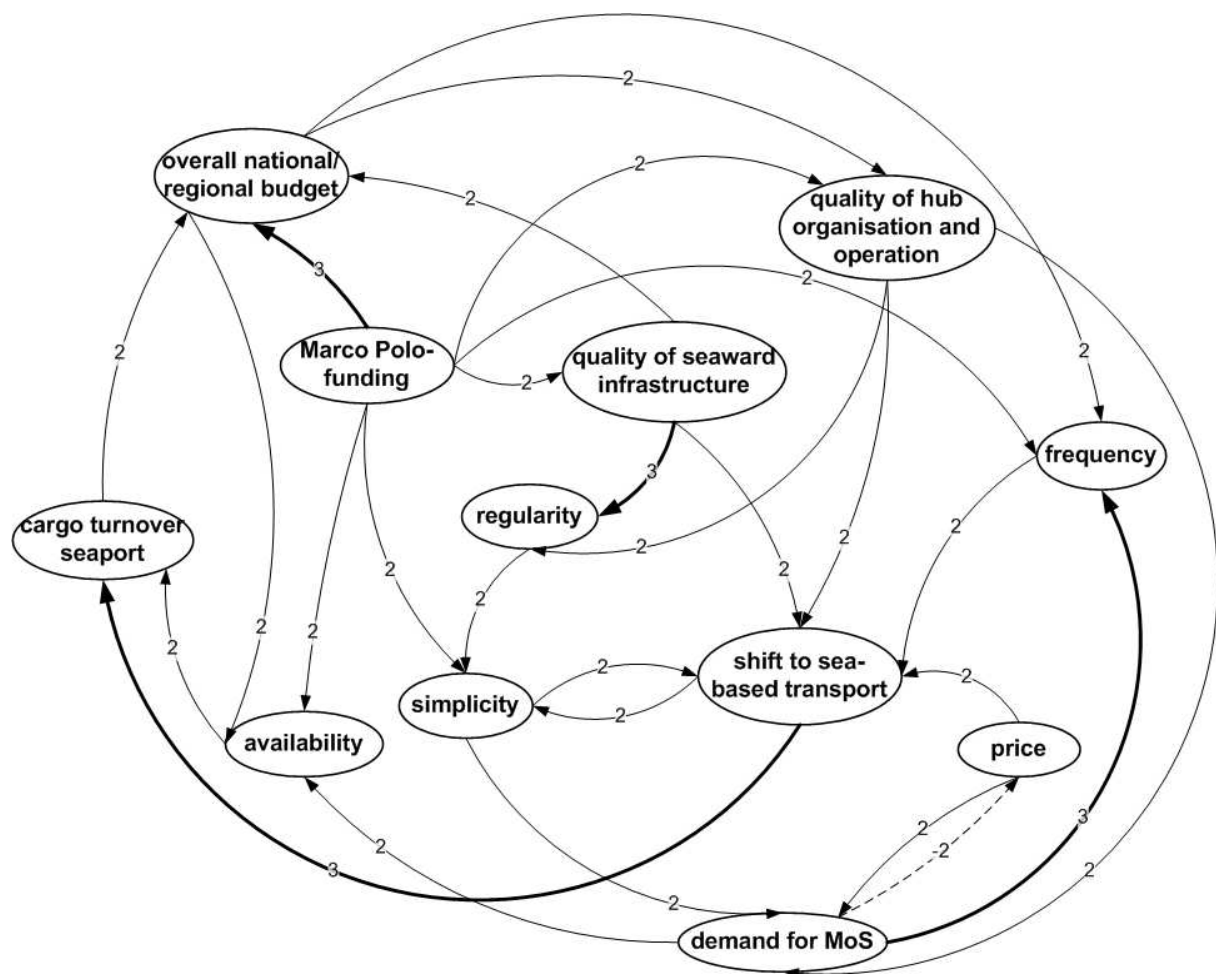 2
2
overall national/
regional budget
2
quality of hub
organisation and
operation
2
3
2
Marco Polo-
funding
2
quality of seaward
infrastructure
2
2
frequency
3
regularity
cargo turnover
seaport
2
2
2
2
2
2
2
2
2
2
shift to sea-
based transport
simplicity
2
2
availability
price
2
3
2
-2
2
3
2
2
demand for MoS